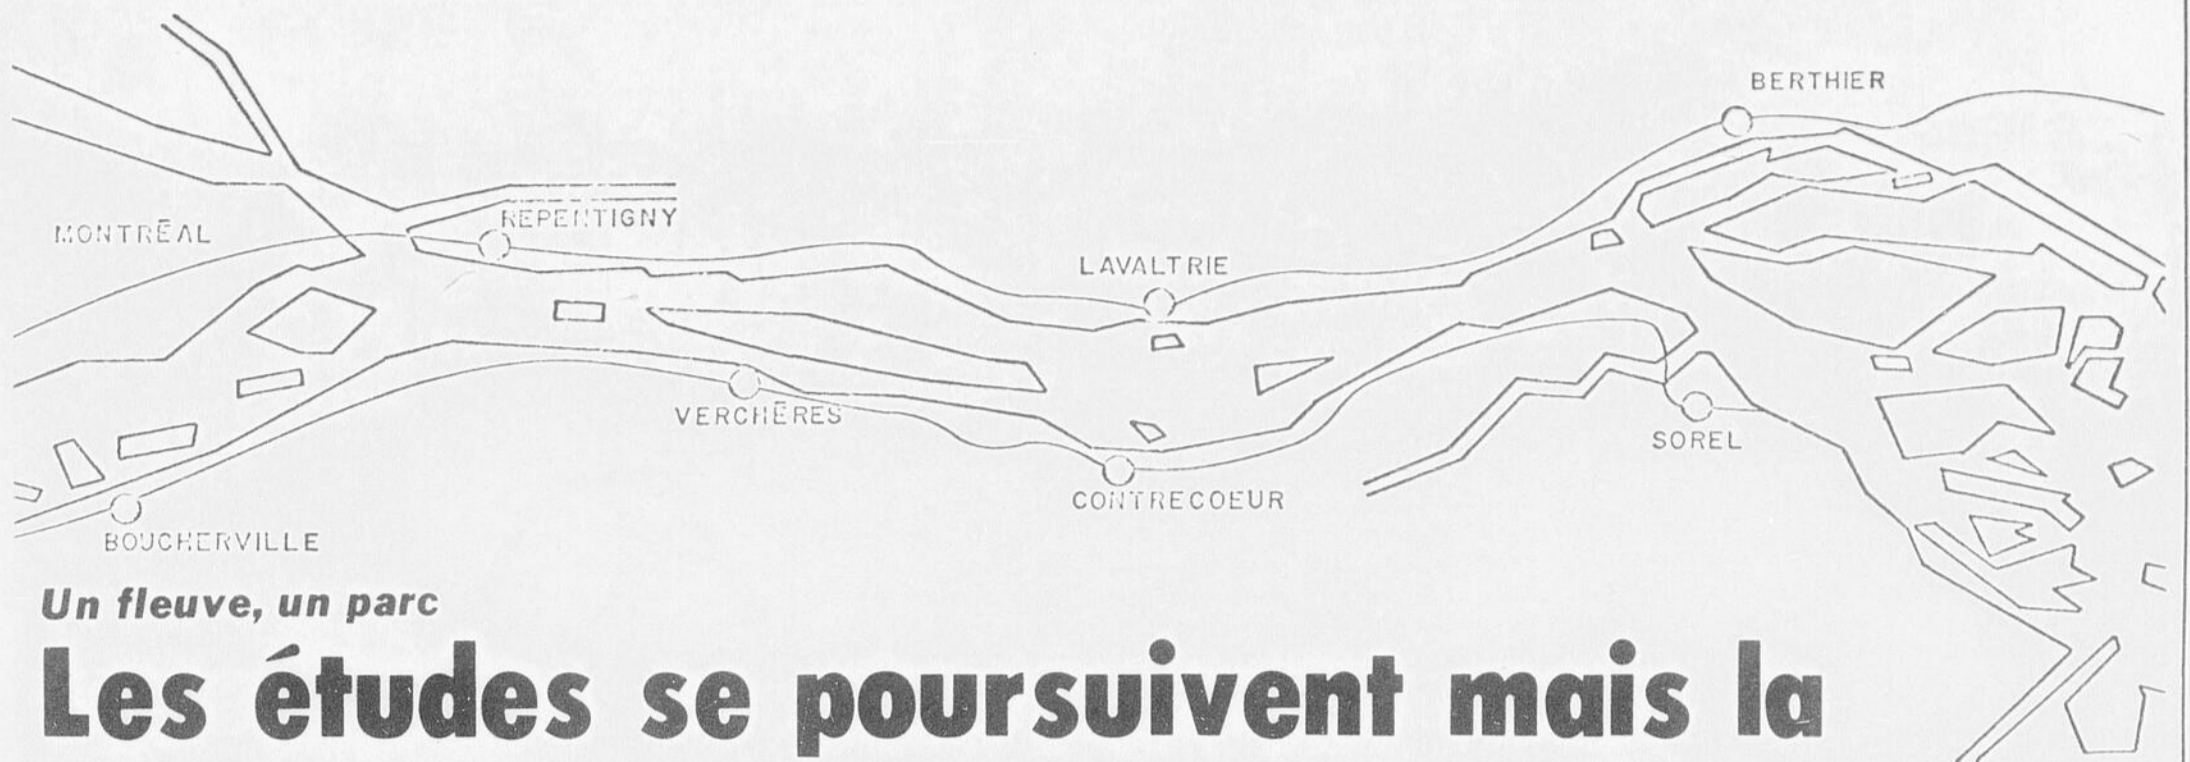 BERTHIER
MONTRÉAL
REPENTIGNY
LAVALTRIE
VERCHÈRES
SOREL
CONTRECOEUR
BOUCHERVILLE
Un fleuve, un parc
Les études se poursuivent mais la